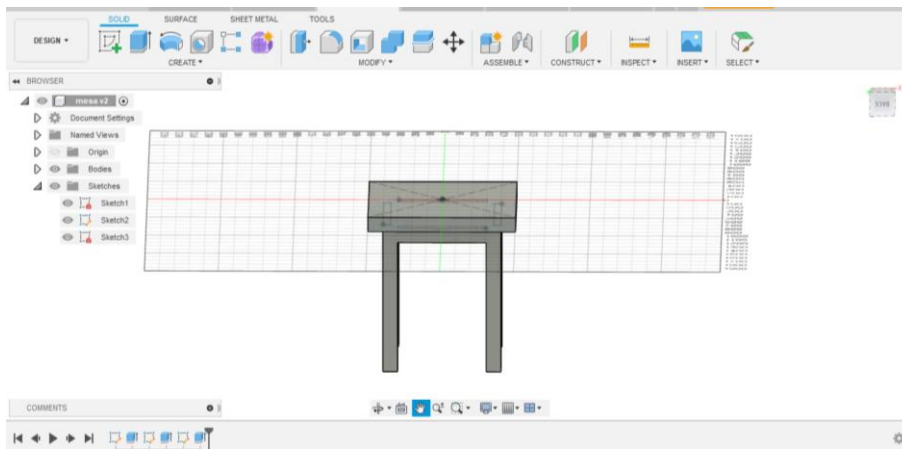 SOLID SURFACE SHEET METAL TOOLS
DESIGN
CREATE MODIFY ASSEMBLE CONSTRUCT INSPECT INSERT SELECT
BROWSER
mesa v2
Document Settings
Named Views
Origin
Bodies
Sketches
Sketch1
Sketch2
Sketch3
COMMENTS